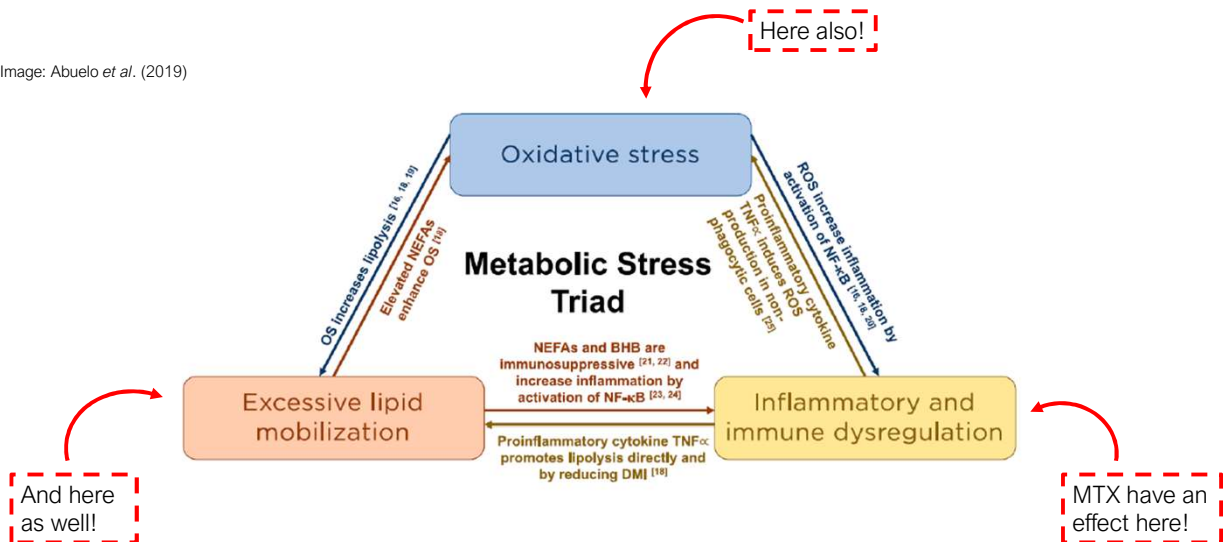 Here also!
Image: Abuelo et al. (2019)
Oxidative stress
OS increases lipolysis [16, 18, 19]
Elevated NEFAs
enhance OS [18]
Metabolic Stress
Triad
Proinflammatory cytokine
TNF∝ induces ROS
production in non-
phagocytic cells [25]
ROS increase inflammation by
activation of NF-κB [16, 18, 20]
NEFAs and BHB are
immunosuppressive [21, 22] and
increase inflammation by
activation of NF-κB [23, 24]
Excessive lipid
mobilization
Inflammatory and
immune dysregulation
Proinflammatory cytokine TNF∝
promotes lipolysis directly and
by reducing DMI [18]
And here
as well!
MTX have an
effect here!